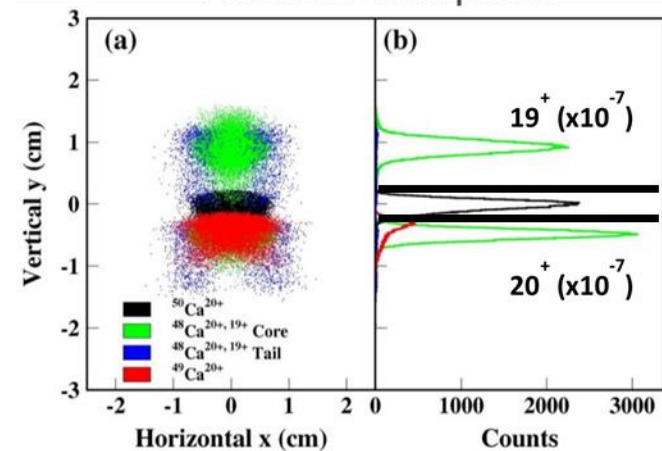 (a)
(b)
3
2
1
0
-1
-2
-3
Vertical y (cm)
19⁺ (x10⁻⁷)
20⁺ (x10⁻⁷)
⁵⁰Ca²⁰⁺
⁴⁸Ca²⁰⁺, ¹⁹⁺ Core
⁴⁸Ca²⁰⁺, ¹⁹⁺ Tail
⁴⁹Ca²⁰⁺
-2 -1 0 1 2 0 1000 2000 3000
Horizontal x (cm) Counts